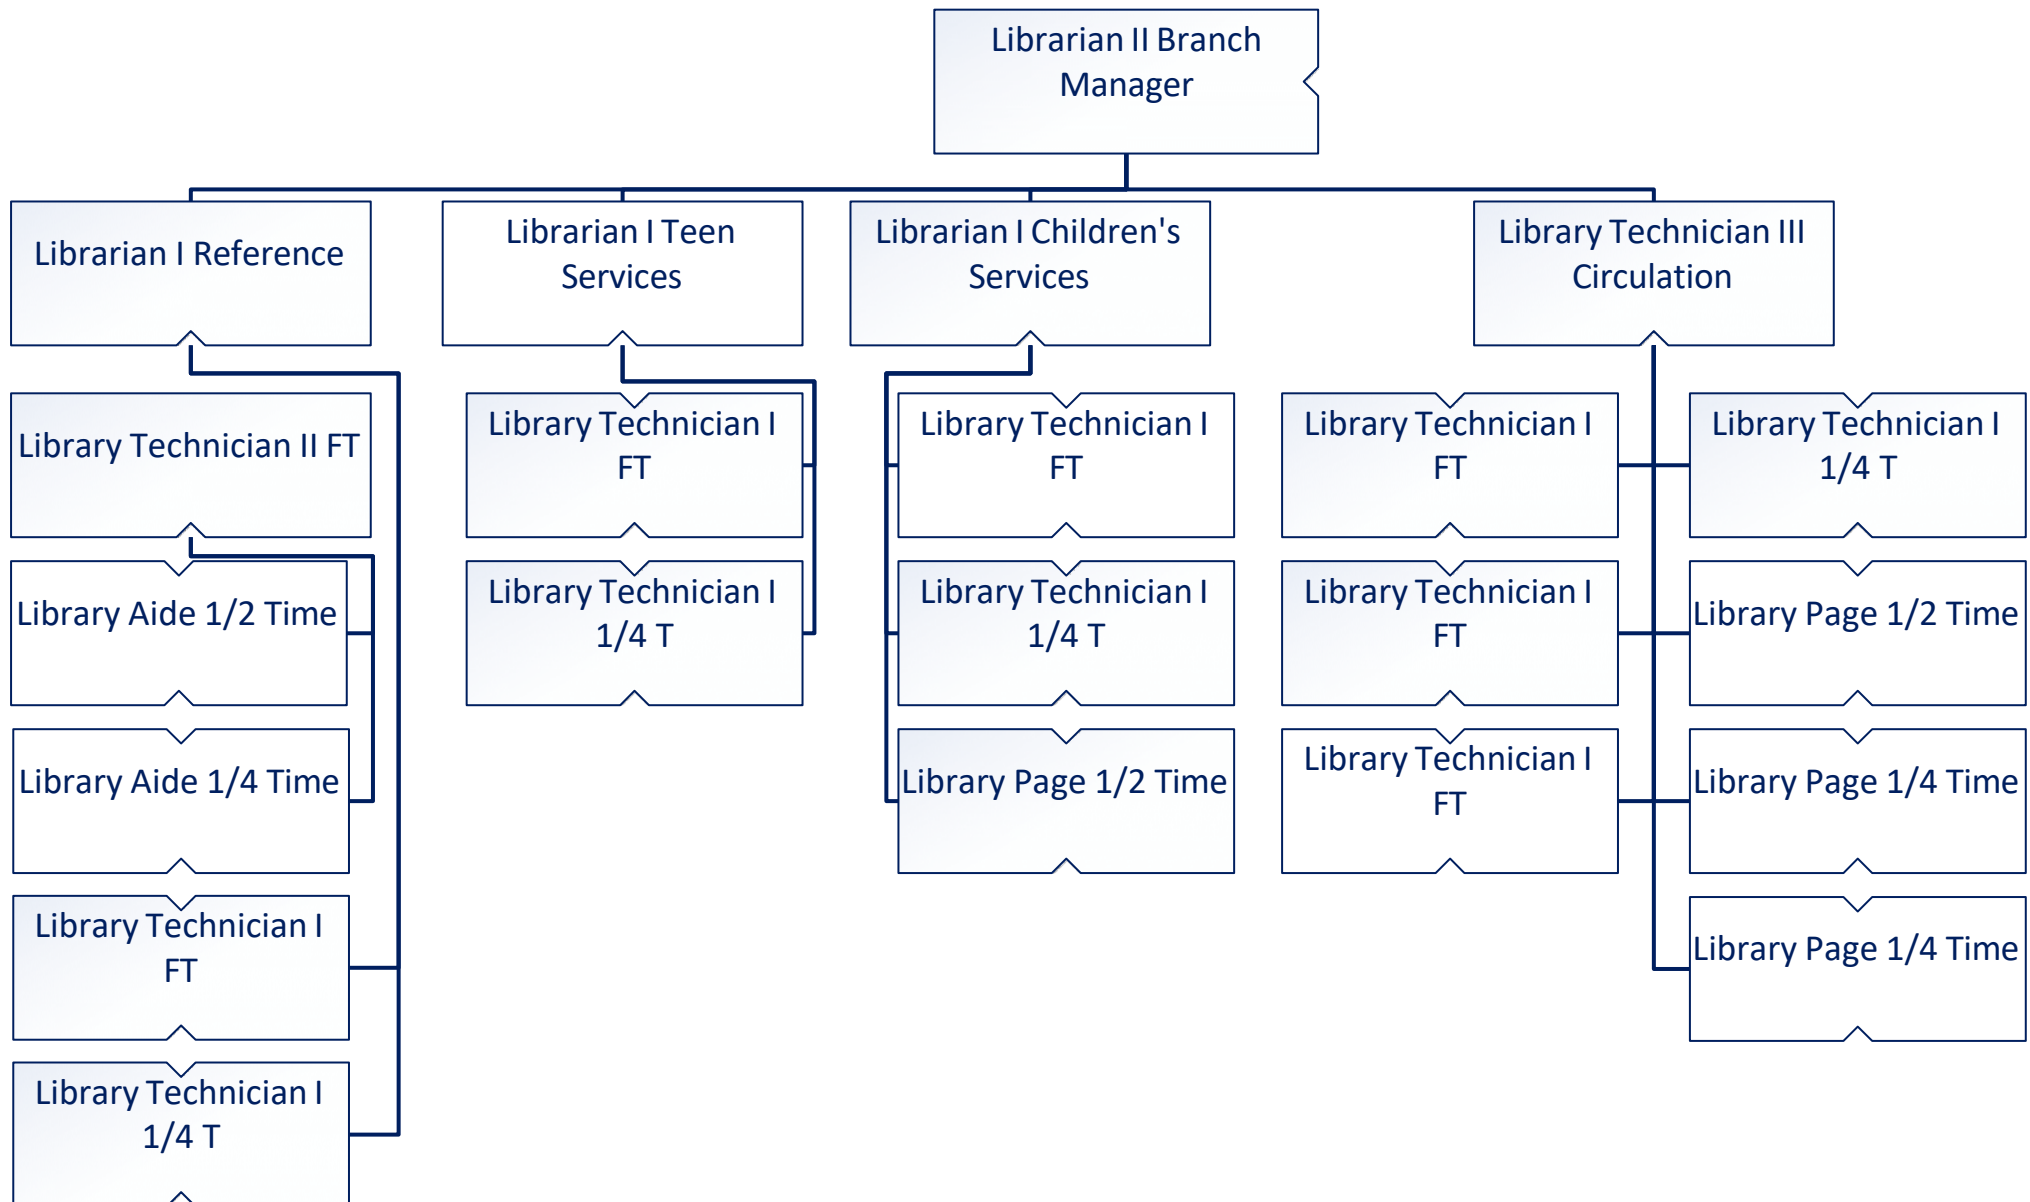 Librarian II Branch
Manager
Librarian I Reference
Librarian I Teen
Services
Librarian I Children's
Services
Library Technician III
Circulation
Library Technician II FT
Library Aide 1/2 Time
Library Aide 1/4 Time
Library Technician I
FT
Library Technician I
1/4 T
Library Technician I
FT
Library Technician I
1/4 T
Library Technician I
FT
Library Technician I
1/4 T
Library Page 1/2 Time
Library Technician I
FT
Library Technician I
FT
Library Technician I
FT
Library Technician I
1/4 T
Library Page 1/2 Time
Library Page 1/4 Time
Library Page 1/4 Time